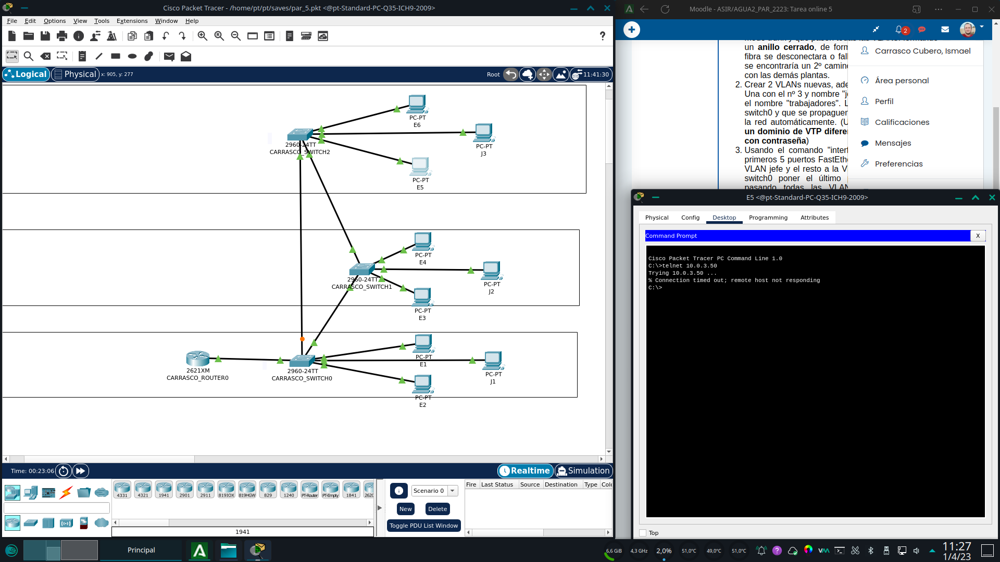 Cisco Packet Tracer - /home/pt/pt/saves/par_5.pkt <@pt-Standard-PC-Q35-ICH9-2009>
File Edit Options View Tools Extensions Window Help
?
Logical
Physical
x: 905, y: 277
Root
11:41:30
PC-PT
E6
PC-PT
J3
2960-24TT
CARRASCO_SWITCH2
PC-PT
E5
PC-PT
E4
2960-24TT
CARRASCO_SWITCH1
PC-PT
J2
PC-PT
E3
PC-PT
E1
2621XM
CARRASCO_ROUTER0
2960-24TT
CARRASCO_SWITCH0
PC-PT
J1
PC-PT
E2
Time: 00:23:06
Realtime
Simulation
4331 4321 1941 2901 2911 819IOX 819HGW 829 1240 PT-Router PT-Empty 1841 2620
1941
Scenario 0
New
Delete
Toggle PDU List Window
Fire Last Status Source Destination Type Colo
Moodle - ASIR/AGUA2_PAR_2223: Tarea online 5
2
un anillo cerrado, de form
fibra se desconectara o fall
se encontraría un 2º camino
con las demás plantas.
2. Crear 2 VLANs nuevas, ade
Una con el nº 3 y nombre "je
el nombre "trabajadores". L
switch0 y que se propaguen
la red automáticamente. (U
un dominio de VTP diferen
con contraseña)
3. Usando el comando "interf
primeros 5 puertos FastEthe
VLAN jefe y el resto a la V
switch0 poner el último
pasando todas las VLAN
Carrasco Cubero, Ismael
Área personal
Perfil
Calificaciones
Mensajes
Preferencias
E5 <@pt-Standard-PC-Q35-ICH9-2009>
Physical Config Desktop Programming Attributes
Command Prompt
X
Cisco Packet Tracer PC Command Line 1.0
C:\>telnet 10.0.3.50
Trying 10.0.3.50 ...
% Connection timed out; remote host not responding
C:\>
Top
Principal
6,6 GiB
4,3 GHz
2,0%
51,0°C
49,0°C
51,0°C
11:27
1/4/23